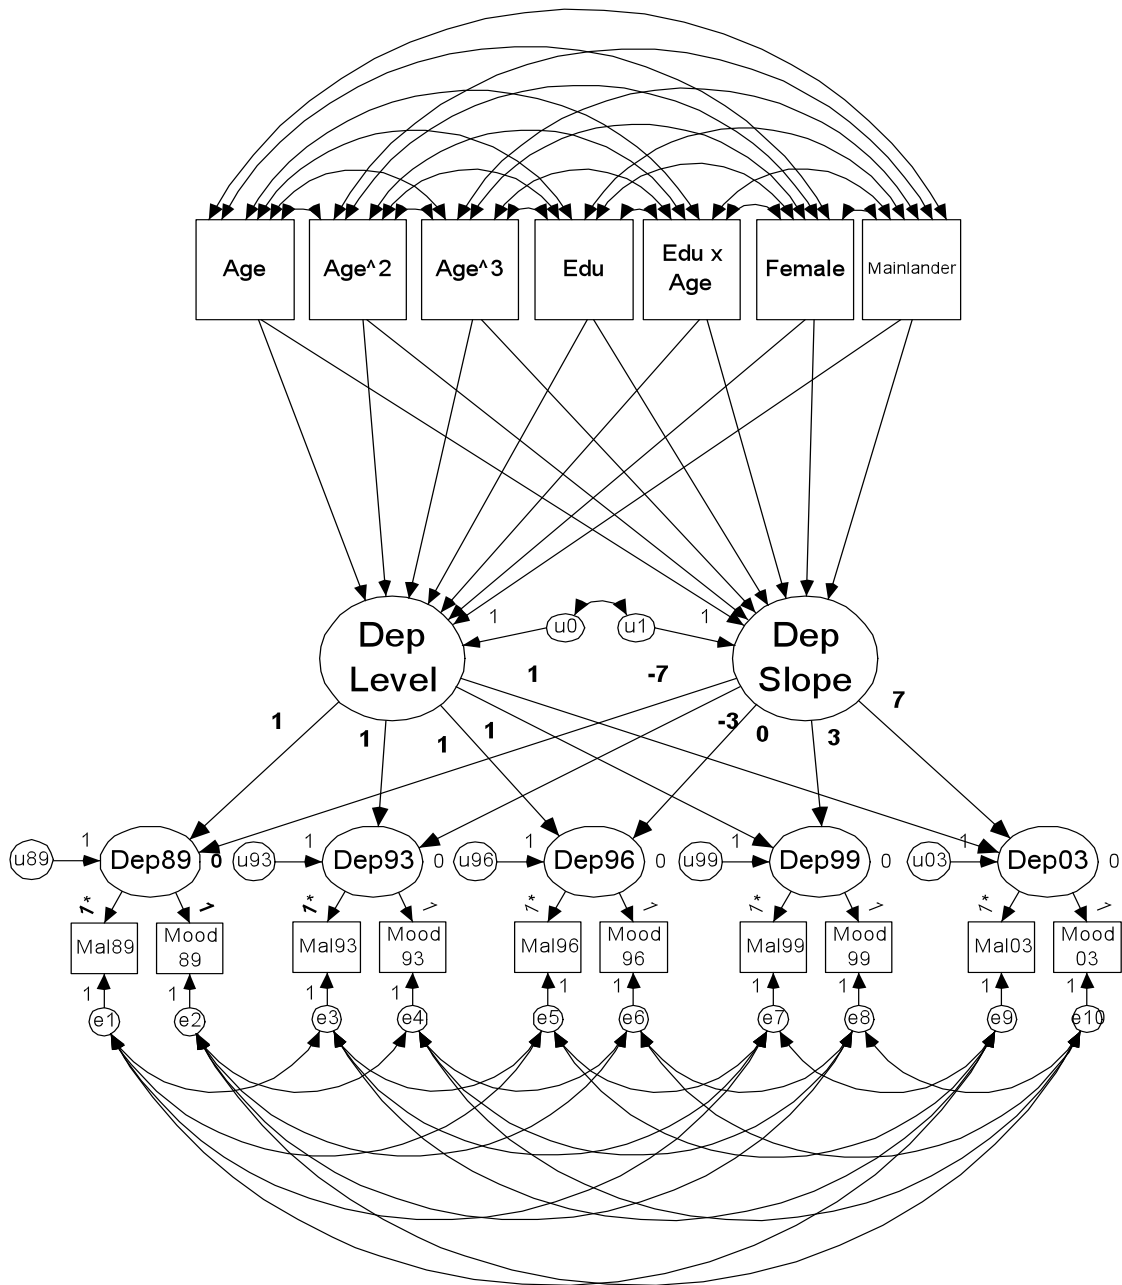 Age
Age^2
Age^3
Edu
Edu x
Age
Female
Mainlander
1
u0
u1
1
Dep
Level
Dep
Slope
1
-7
1
1
1
1
-3
0
3
7
u89
1
Dep89
0
u93
1
Dep93
0
u96
1
Dep96
0
u99
1
Dep99
0
u03
1
Dep03
0
1*
1
1*
1
1*
1
1*
1
1*
1
Mal89
Mood
89
Mal93
Mood
93
Mal96
Mood
96
Mal99
Mood
99
Mal03
Mood
03
1
1
1
1
1
1
1
1
1
1
e1
e2
e3
e4
e5
e6
e7
e8
e9
e10